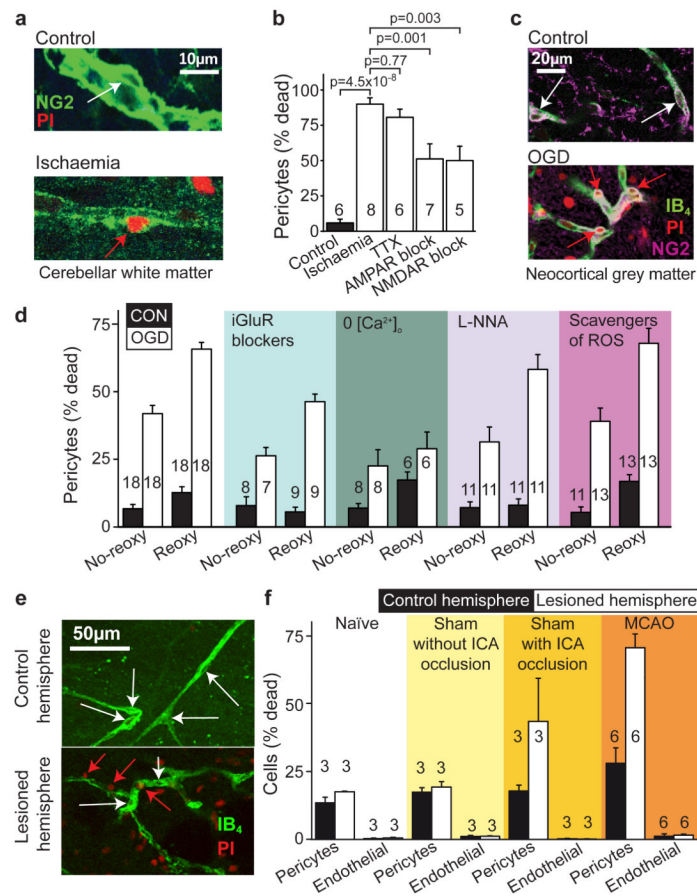 a
Control
10µm
NG2
PI
Ischaemia
Cerebellar white matter
b
p=0.003
p=0.001
p=0.77
p=4.5x10⁻⁸
Pericytes (% dead)
100
75
50
25
0
6 8 6 7 5
Control Ischaemia TTX AMPAR block NMDAR block
c
Control
20µm
OGD
IB₄
PI
NG2
Neocortical grey matter
d
CON
OGD
iGluR blockers
0 [Ca²⁺]ₒ
L-NNA
Scavengers of ROS
Pericytes (% dead)
75
50
25
0
18 18 18 18 8 7 9 9 8 8 6 6 11 11 11 11 11 13 13 13
No-reoxy Reoxy No-reoxy Reoxy No-reoxy Reoxy No-reoxy Reoxy No-reoxy Reoxy
e
50µm
Control hemisphere
Lesioned hemisphere
IB₄
PI
f
Control hemisphere Lesioned hemisphere
Naïve
Sham without ICA occlusion
Sham with ICA occlusion
MCAO
Cells (% dead)
75
50
25
0
3 3 3 3 3 3 3 3 3 3 3 3 6 6 6 6
Pericytes Endothelial Pericytes Endothelial Pericytes Endothelial Pericytes Endothelial